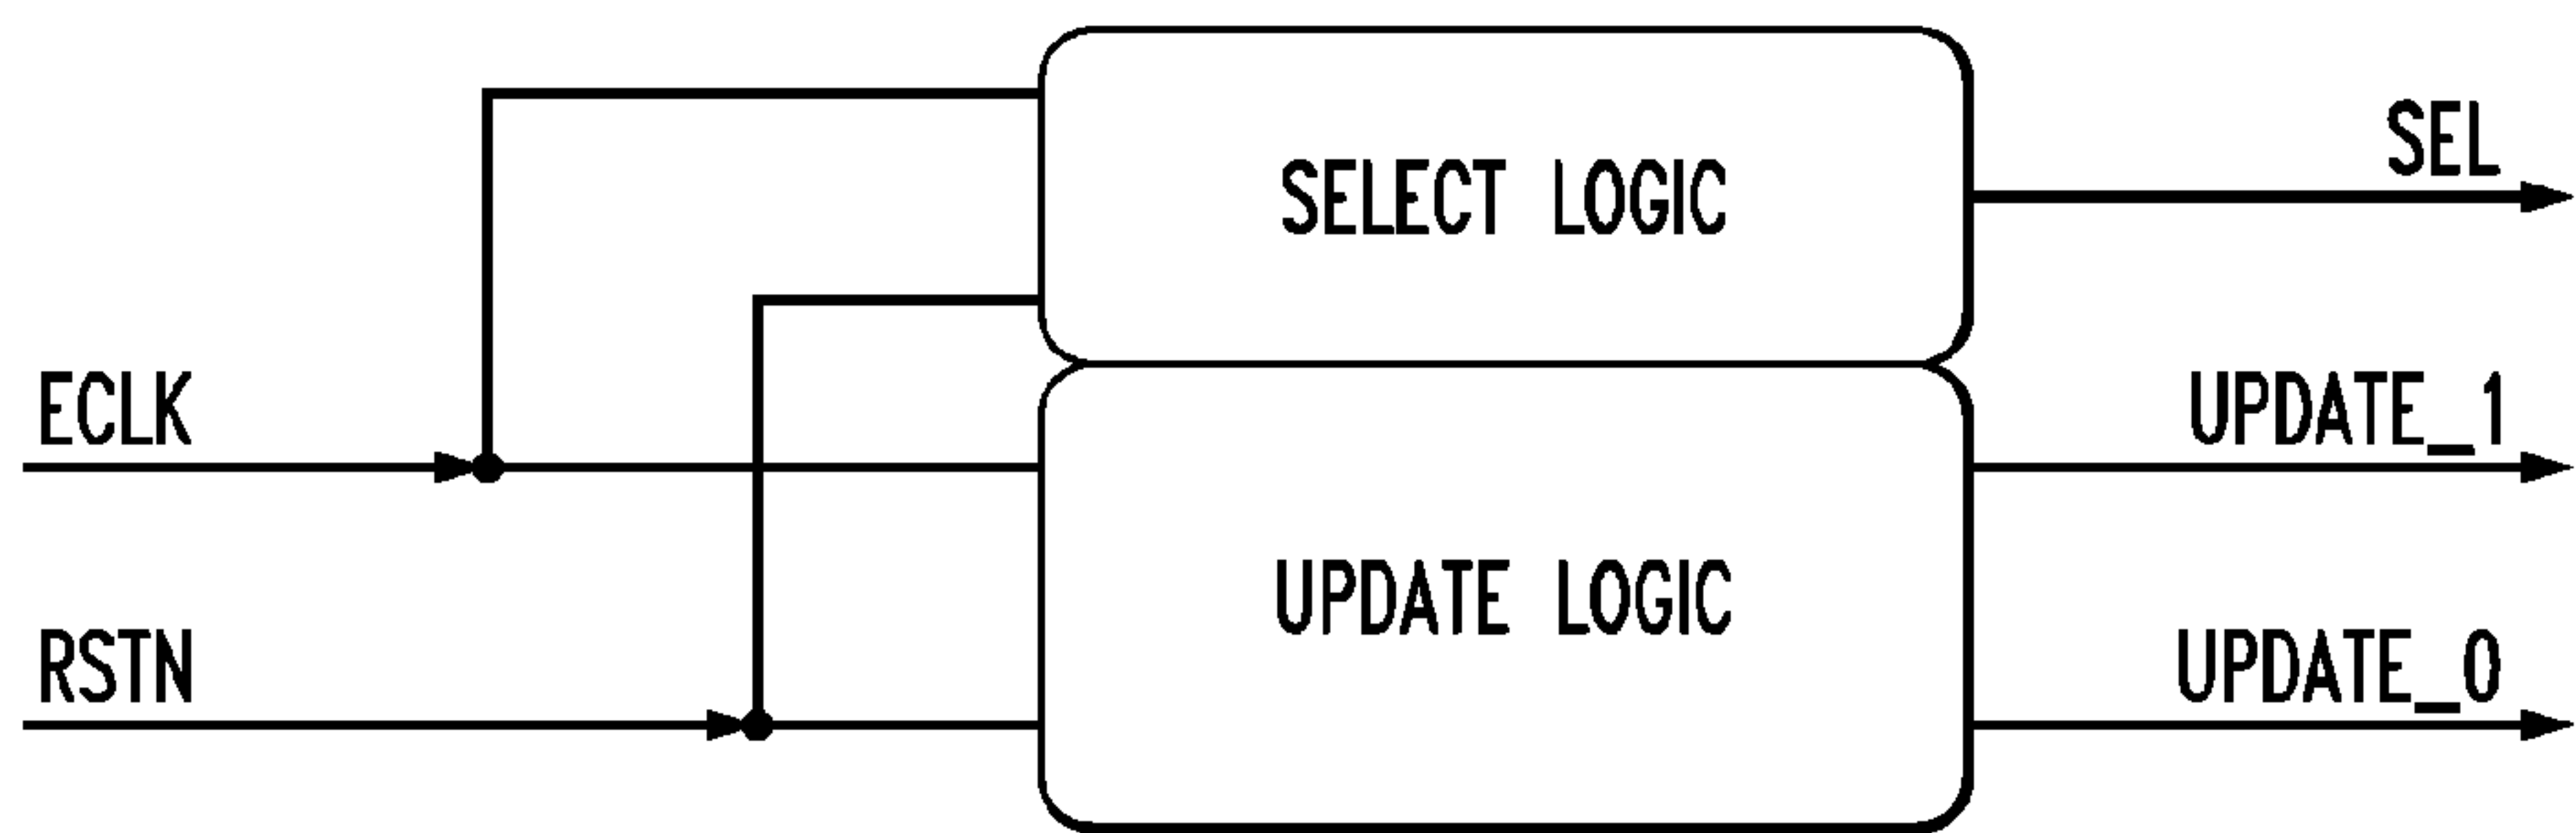 SEL
SELECT LOGIC
ECLK
UPDATE_1
UPDATE LOGIC
RSTN
UPDATE_0